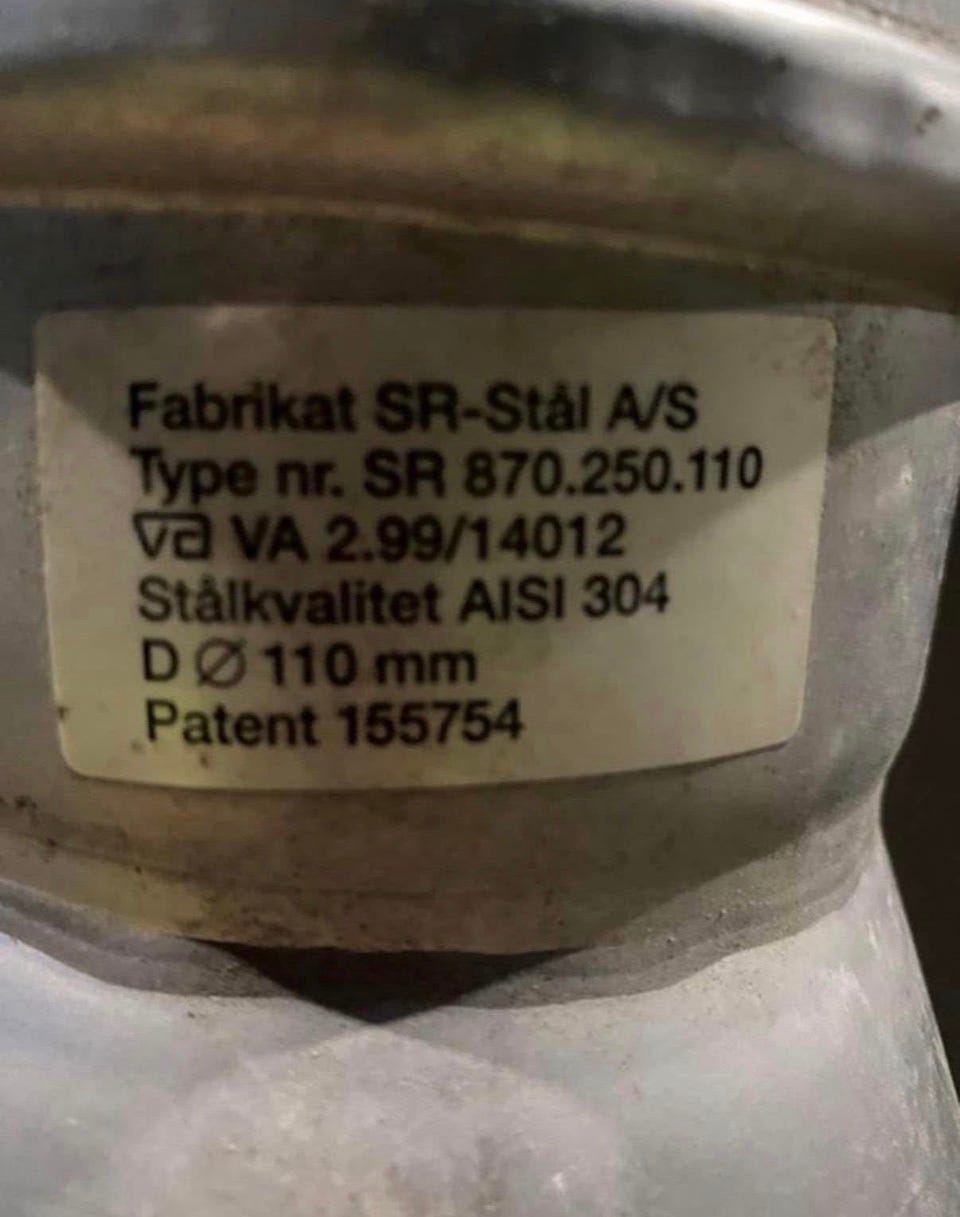 Fabrikat SR-Stål A/S
Type nr. SR 870.250.110
va VA 2.99/14012
Stålkvalitet AISI 304
D Ø 110 mm
Patent 155754